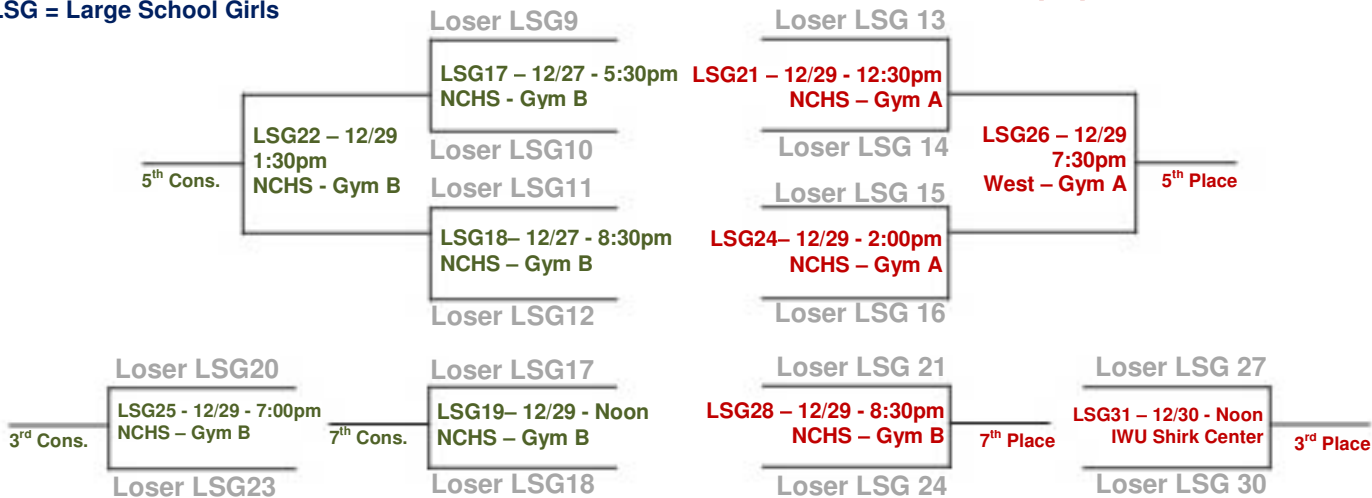 LSG = Large School Girls
Loser LSG9
LSG17 – 12/27 - 5:30pm
NCHS - Gym B
Loser LSG10
LSG22 – 12/29
1:30pm
NCHS - Gym B
5th Cons.
Loser LSG11
LSG18– 12/27 - 8:30pm
NCHS – Gym B
Loser LSG12
Loser LSG 13
LSG21 – 12/29 - 12:30pm
NCHS – Gym A
Loser LSG 14
LSG26 – 12/29
7:30pm
West – Gym A
5th Place
Loser LSG 15
LSG24– 12/29 - 2:00pm
NCHS – Gym A
Loser LSG 16
Loser LSG20
LSG25 - 12/29 - 7:00pm
NCHS – Gym B
3rd Cons.
Loser LSG23
Loser LSG17
LSG19– 12/29 - Noon
NCHS – Gym B
7th Cons.
Loser LSG18
Loser LSG 21
LSG28 – 12/29 - 8:30pm
NCHS – Gym B
7th Place
Loser LSG 24
Loser LSG 27
LSG31 – 12/30 - Noon
IWU Shirk Center
3rd Place
Loser LSG 30